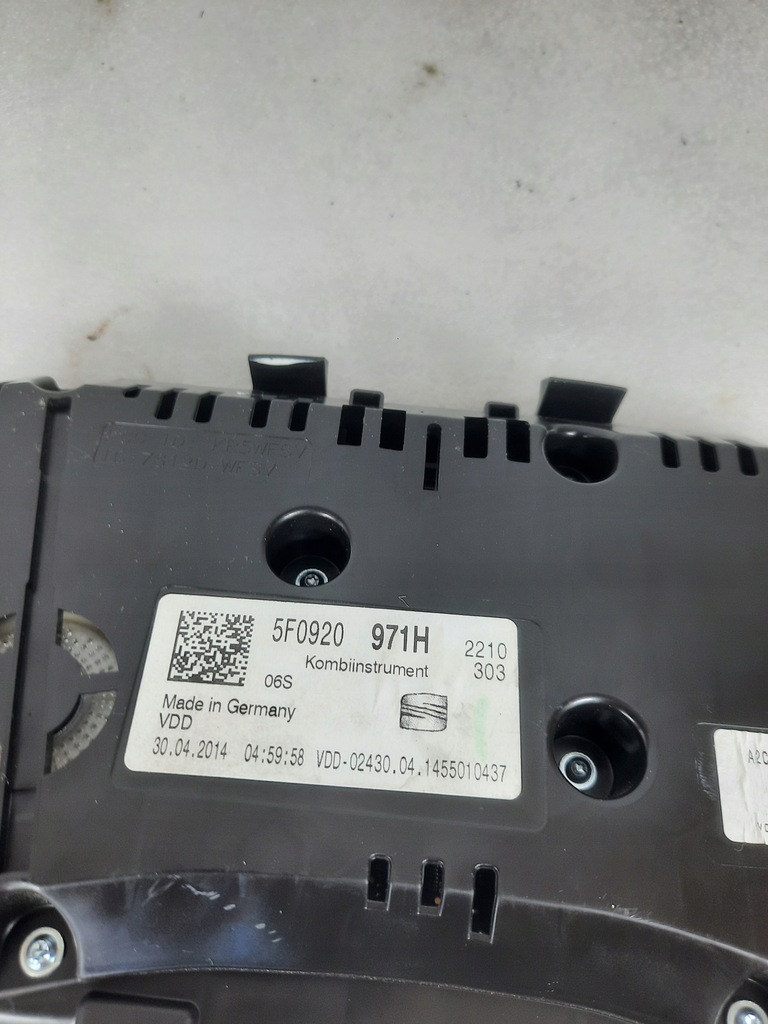 5F0920 971H 2210
Kombiinstrument 303
06S
Made in Germany
VDD
30.04.2014 04:59:58 VDD-02430.04.1455010437
A2C